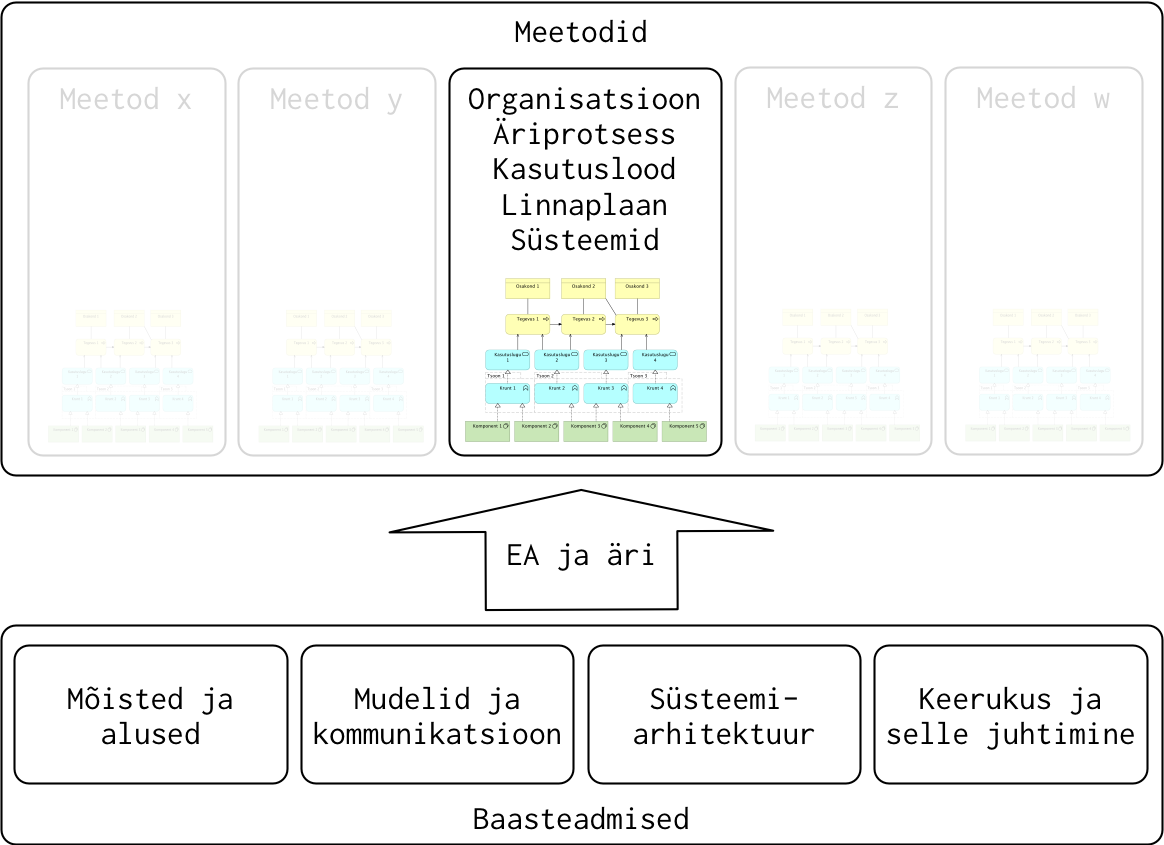 Meetodid
Meetod x
Meetod y
Organisatsioon
Äriprotsess
Kasutuslood
Linnaplaan
Süsteemid
Meetod z
Meetod w
Osakond 1
Osakond 2
Osakond 3
Tegevus 1
Tegevus 2
Tegevus 3
Kasutuslugu
1
Kasutuslugu
2
Kasutuslugu
3
Kasutuslugu
4
Tsoon 1
Tsoon 2
Tsoon 3
Krunt 1
Krunt 2
Krunt 3
Krunt 4
Komponent 1
Komponent 2
Komponent 3
Komponent 4
Komponent 5
EA ja äri
Mõisted ja
alused
Mudelid ja
kommunikatsioon
Süsteemi-
arhitektuur
Keerukus ja
selle juhtimine
Baasteadmised